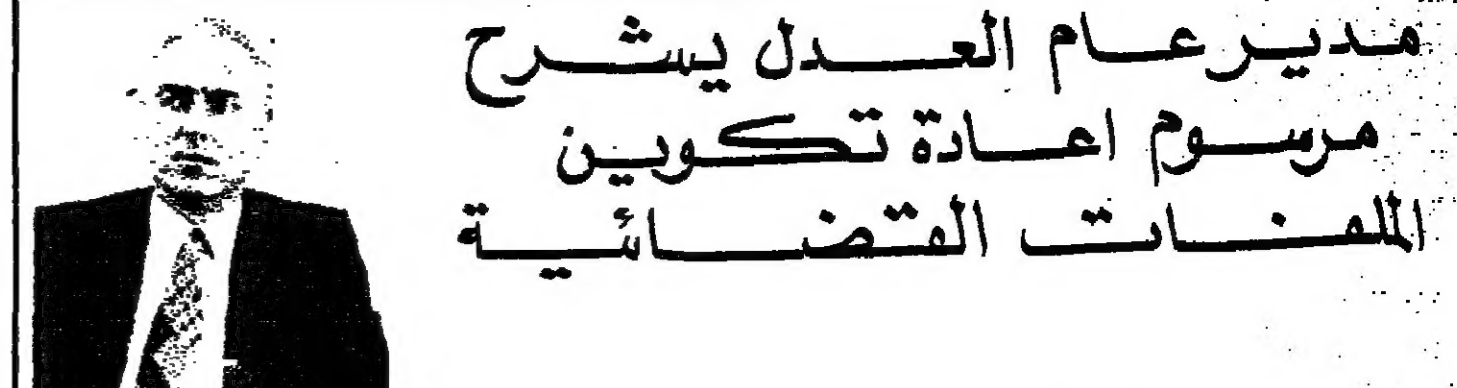 مدير عام العدل يشرح
مرسوم اعادة تكوين
الملفات القضائية